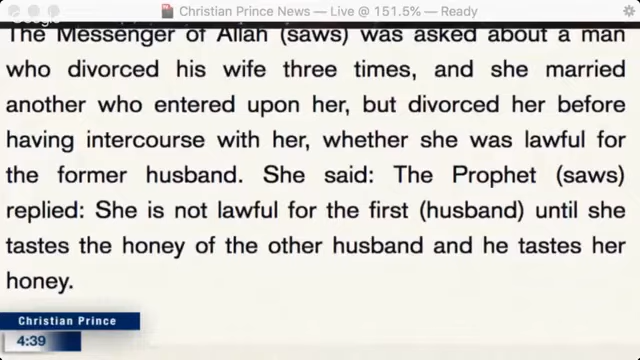 Christian Prince News — Live @ 151.5% — Ready
The Messenger of Allah (saws) was asked about a man
who divorced his wife three times, and she married
another who entered upon her, but divorced her before
having intercourse with her, whether she was lawful for
the former husband. She said: The Prophet (saws)
replied: She is not lawful for the first (husband) until she
tastes the honey of the other husband and he tastes her
honey.
Christian Prince
4:39